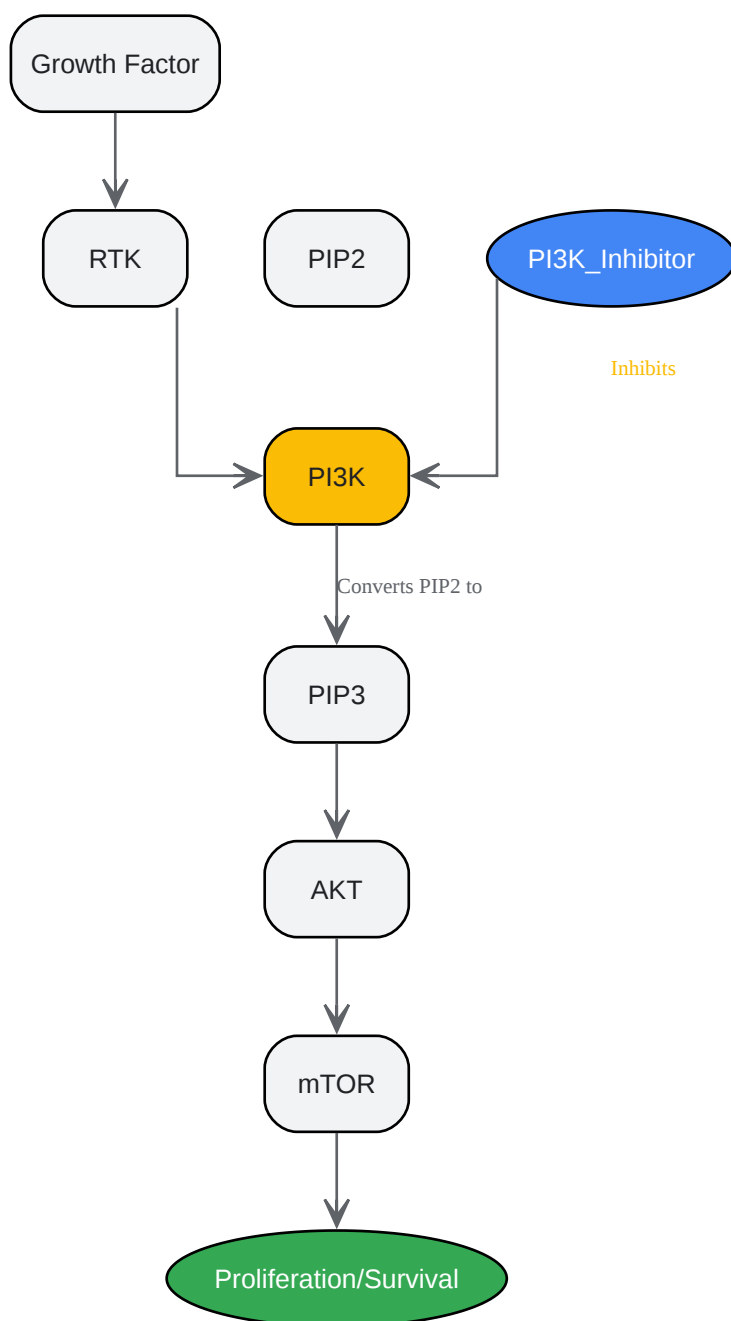 Growth Factor
RTK
PIP2
PI3K_Inhibitor
Inhibits
PI3K
Converts PIP2 to
PIP3
AKT
mTOR
Proliferation/Survival